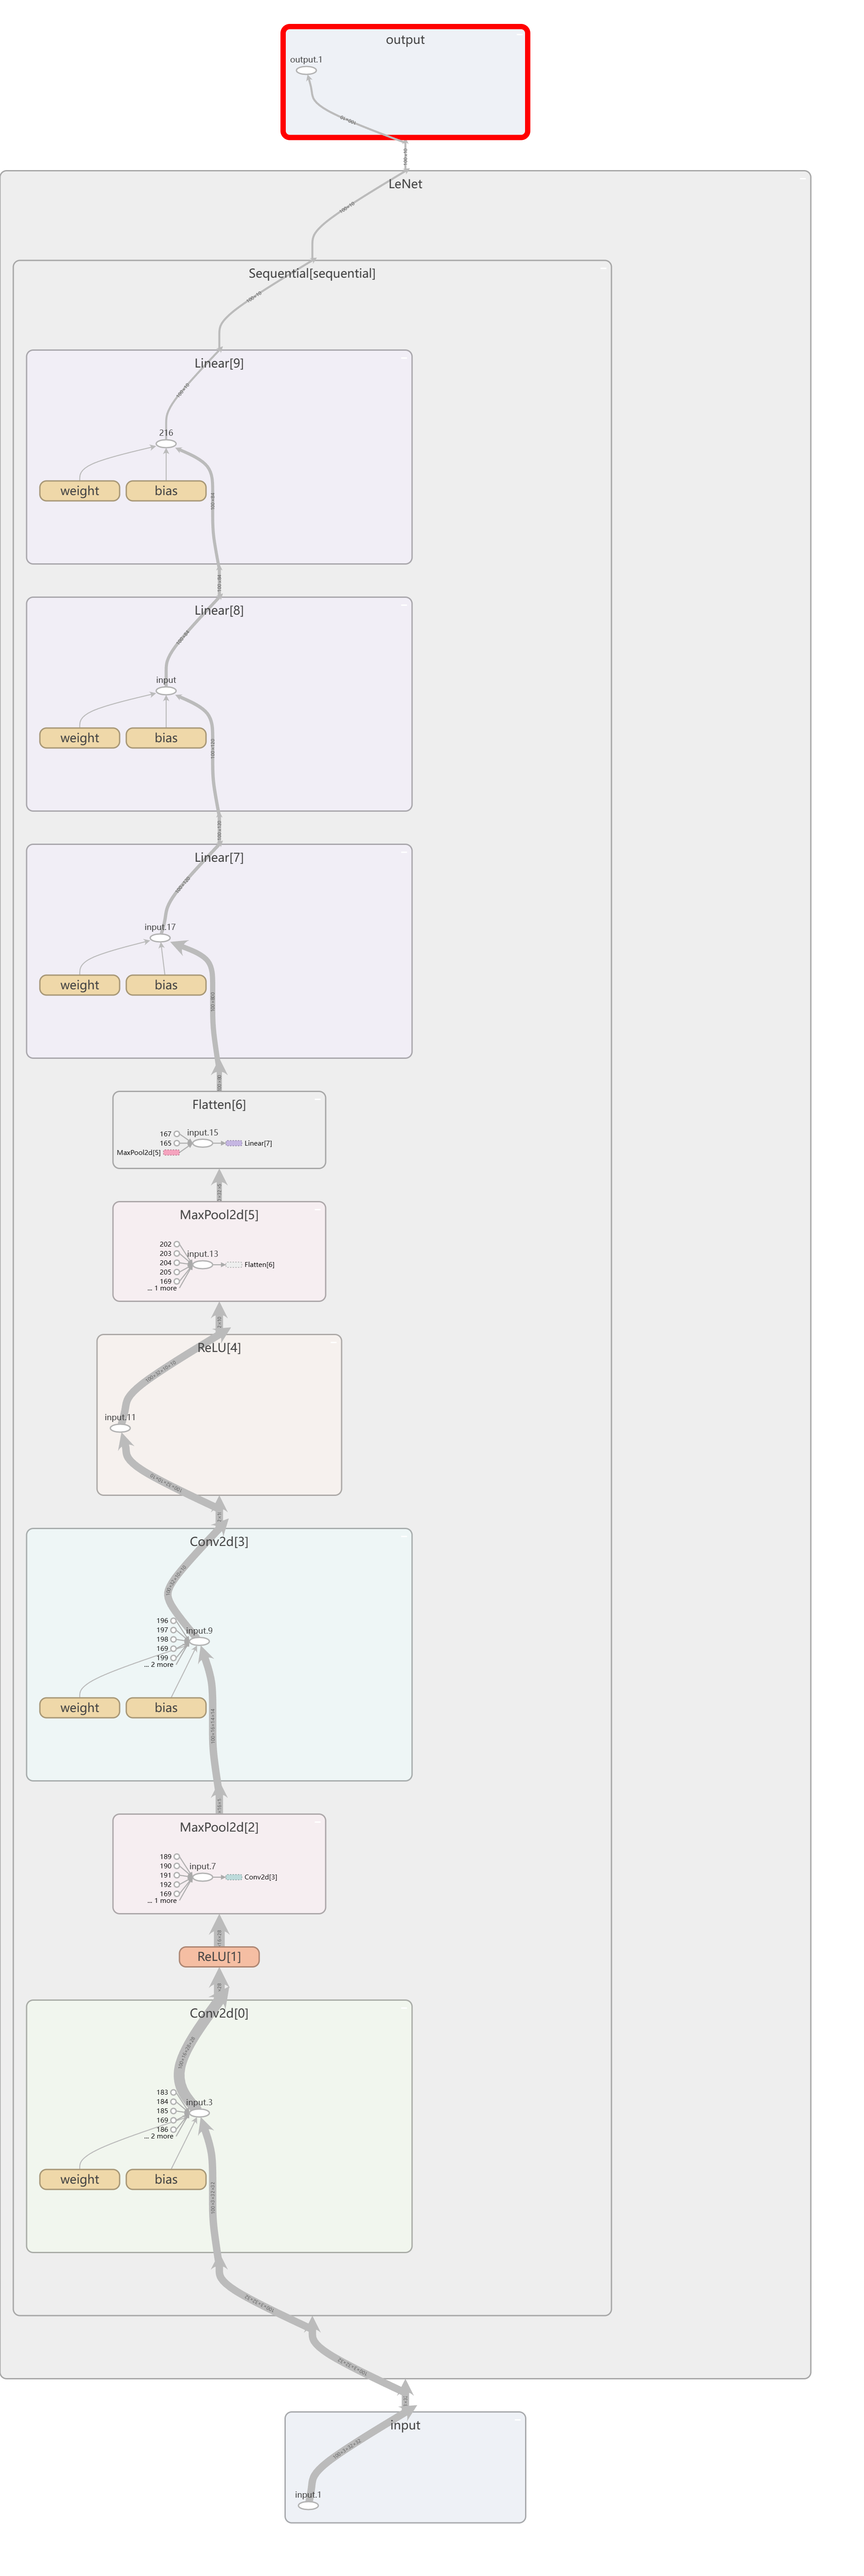 output
output.1
LeNet
Sequential[sequential]
Linear[9]
216
weight
bias
Linear[8]
input
weight
bias
Linear[7]
input.17
weight
bias
Flatten[6]
167
input.15
165
Linear[7]
MaxPool2d[5]
MaxPool2d[5]
202
203
input.13
204
Flatten[6]
205
169
... 1 more
ReLU[4]
input.11
Conv2d[3]
196
197
input.9
198
169
199
... 2 more
weight
bias
MaxPool2d[2]
189
190
input.7
191
Conv2d[3]
192
169
... 1 more
ReLU[1]
Conv2d[0]
183
184
input.3
185
169
186
... 2 more
weight
bias
input
input.1